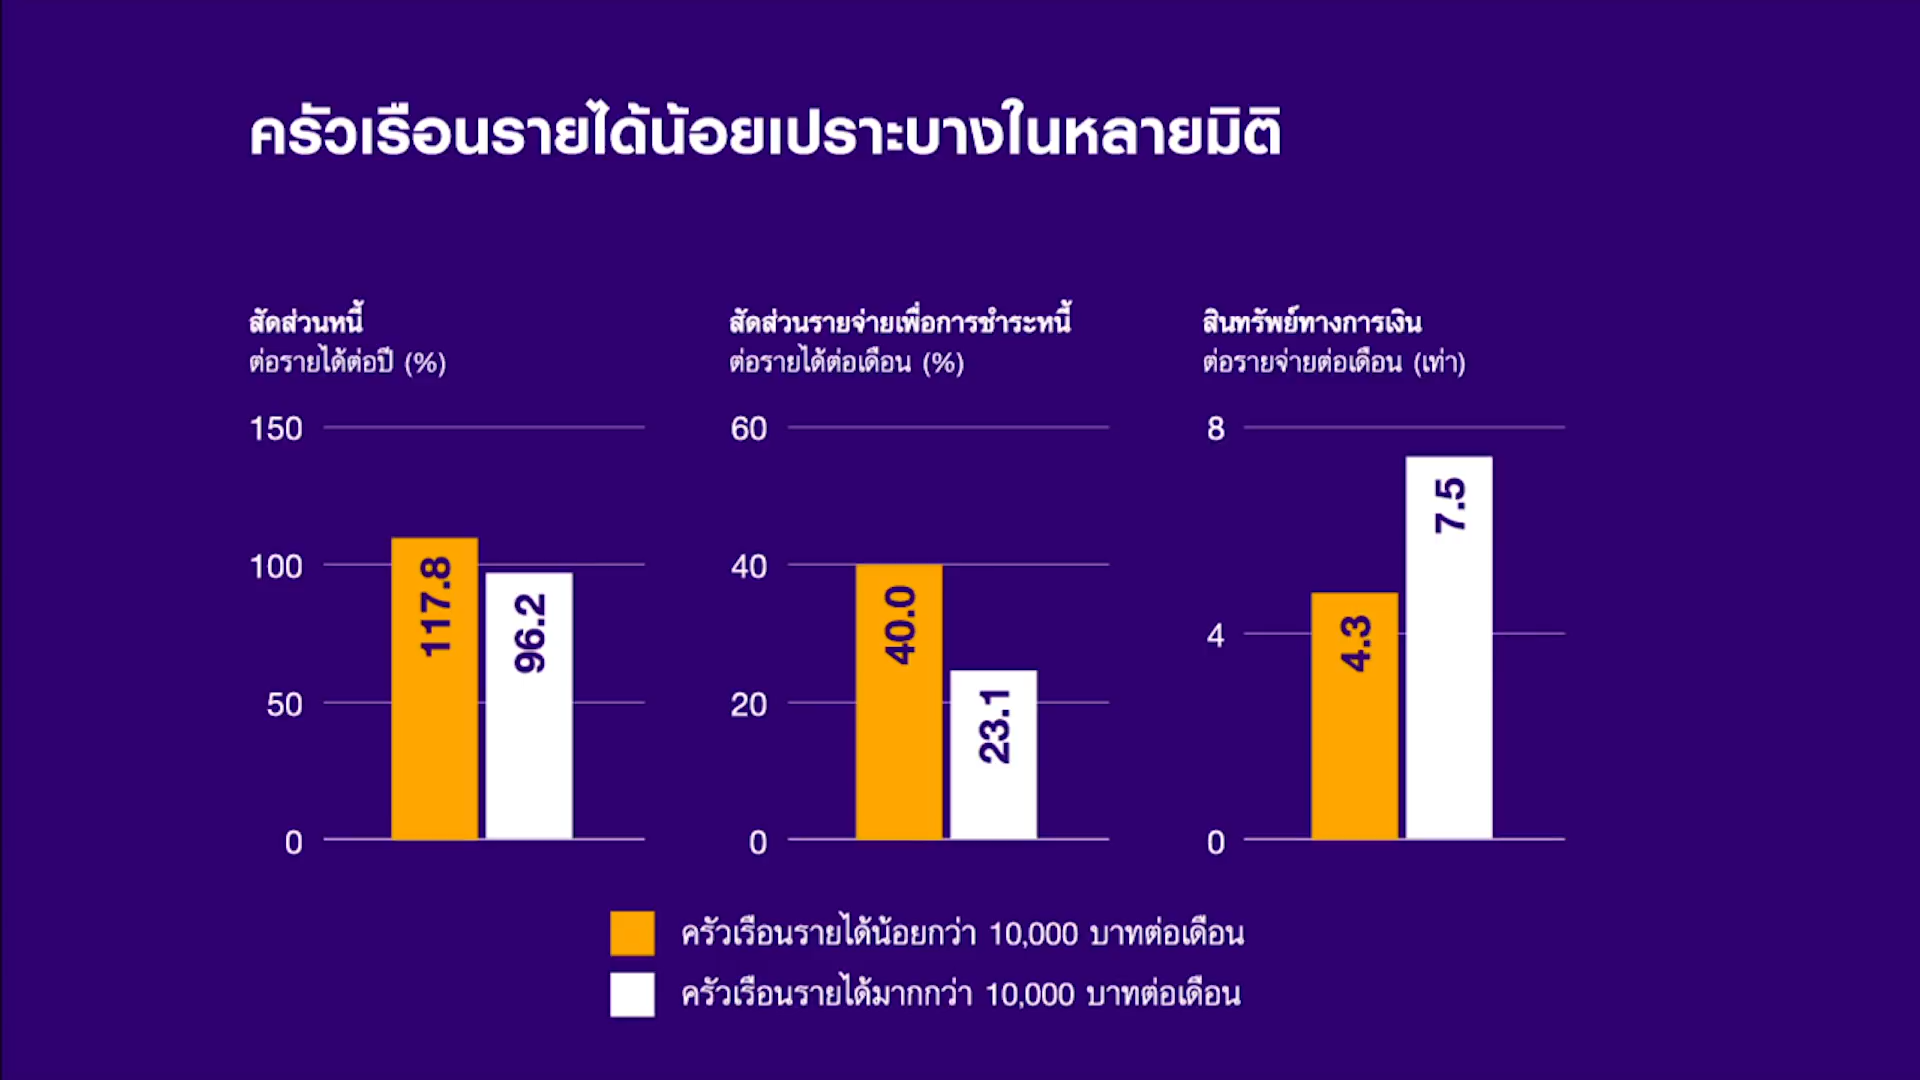 ครัวเรือนรายได้น้อยเปราะบางในหลายมิติ
สัดส่วนหนี้
ต่อรายได้ต่อปี (%)
150
100
50
0
117.8
96.2
สัดส่วนรายจ่ายเพื่อการชำระหนี้
ต่อรายได้ต่อเดือน (%)
60
40
20
0
40.0
23.1
สินทรัพย์ทางการเงิน
ต่อรายจ่ายต่อเดือน (เท่า)
8
4
0
4.3
7.5
ครัวเรือนรายได้น้อยกว่า 10,000 บาทต่อเดือน
ครัวเรือนรายได้มากกว่า 10,000 บาทต่อเดือน